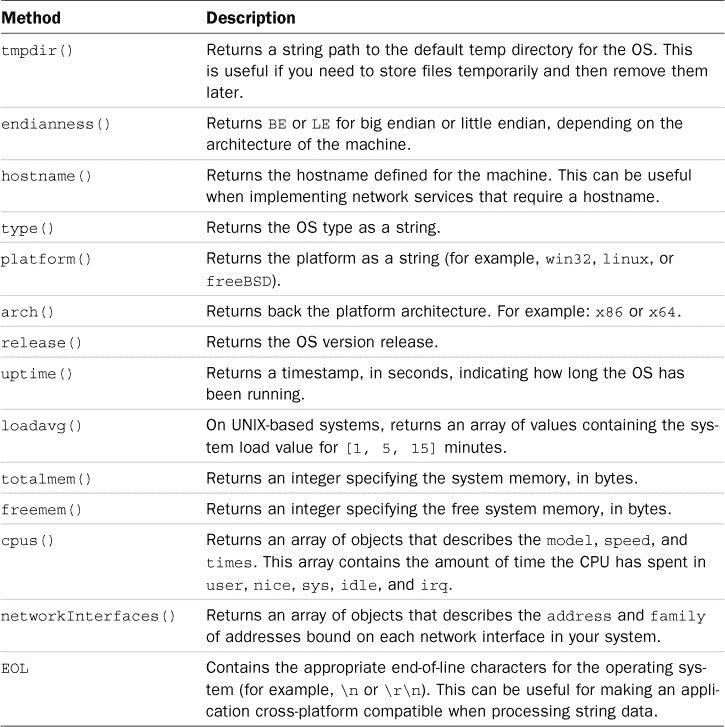 Method Description
tmpdir() Returns a string path to the default temp directory for the OS. This
is useful if you need to store files temporarily and then remove them
later.
endianness() Returns BE or LE for big endian or little endian, depending on the
architecture of the machine.
hostname() Returns the hostname defined for the machine. This can be useful
when implementing network services that require a hostname.
type() Returns the OS type as a string.
platform() Returns the platform as a string (for example, win32, linux, or
freeBSD).
arch() Returns back the platform architecture. For example: x86 or x64.
release() Returns the OS version release.
uptime() Returns a timestamp, in seconds, indicating how long the OS has
been running.
loadavg() On UNIX-based systems, returns an array of values containing the sys-
tem load value for [1, 5, 15] minutes.
totalmem() Returns an integer specifying the system memory, in bytes.
freemem() Returns an integer specifying the free system memory, in bytes.
cpus() Returns an array of objects that describes the model, speed, and
times. This array contains the amount of time the CPU has spent in
user, nice, sys, idle, and irq.
networkInterfaces() Returns an array of objects that describes the address and family
of addresses bound on each network interface in your system.
EOL Contains the appropriate end-of-line characters for the operating sys-
tem (for example, \n or \r\n). This can be useful for making an appli-
cation cross-platform compatible when processing string data.